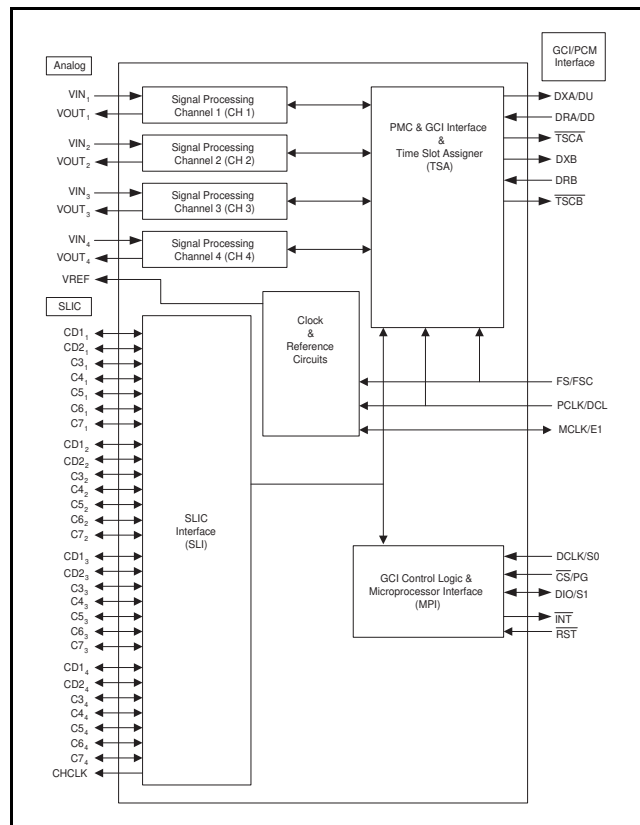 Analog
GCI/PCM
Interface
VIN1
VOUT1
VIN2
VOUT2
VIN3
VOUT3
VIN4
VOUT4
VREF
Signal Processing
Channel 1 (CH 1)
Signal Processing
Channel 2 (CH 2)
Signal Processing
Channel 3 (CH 3)
Signal Processing
Channel 4 (CH 4)
PMC & GCI Interface
&
Time Slot Assigner
(TSA)
DXA/DU
DRA/DD
TSCA
DXB
DRB
TSCB
SLIC
CD11
CD21
C31
C41
C51
C61
C71
CD12
CD22
C32
C42
C52
C62
C72
CD13
CD23
C33
C43
C53
C63
C73
CD14
CD24
C34
C44
C54
C64
C74
CHCLK
SLIC
Interface
(SLI)
Clock
&
Reference
Circuits
FS/FSC
PCLK/DCL
MCLK/E1
GCI Control Logic &
Microprocessor Interface
(MPI)
DCLK/S0
CS/PG
DIO/S1
INT
RST